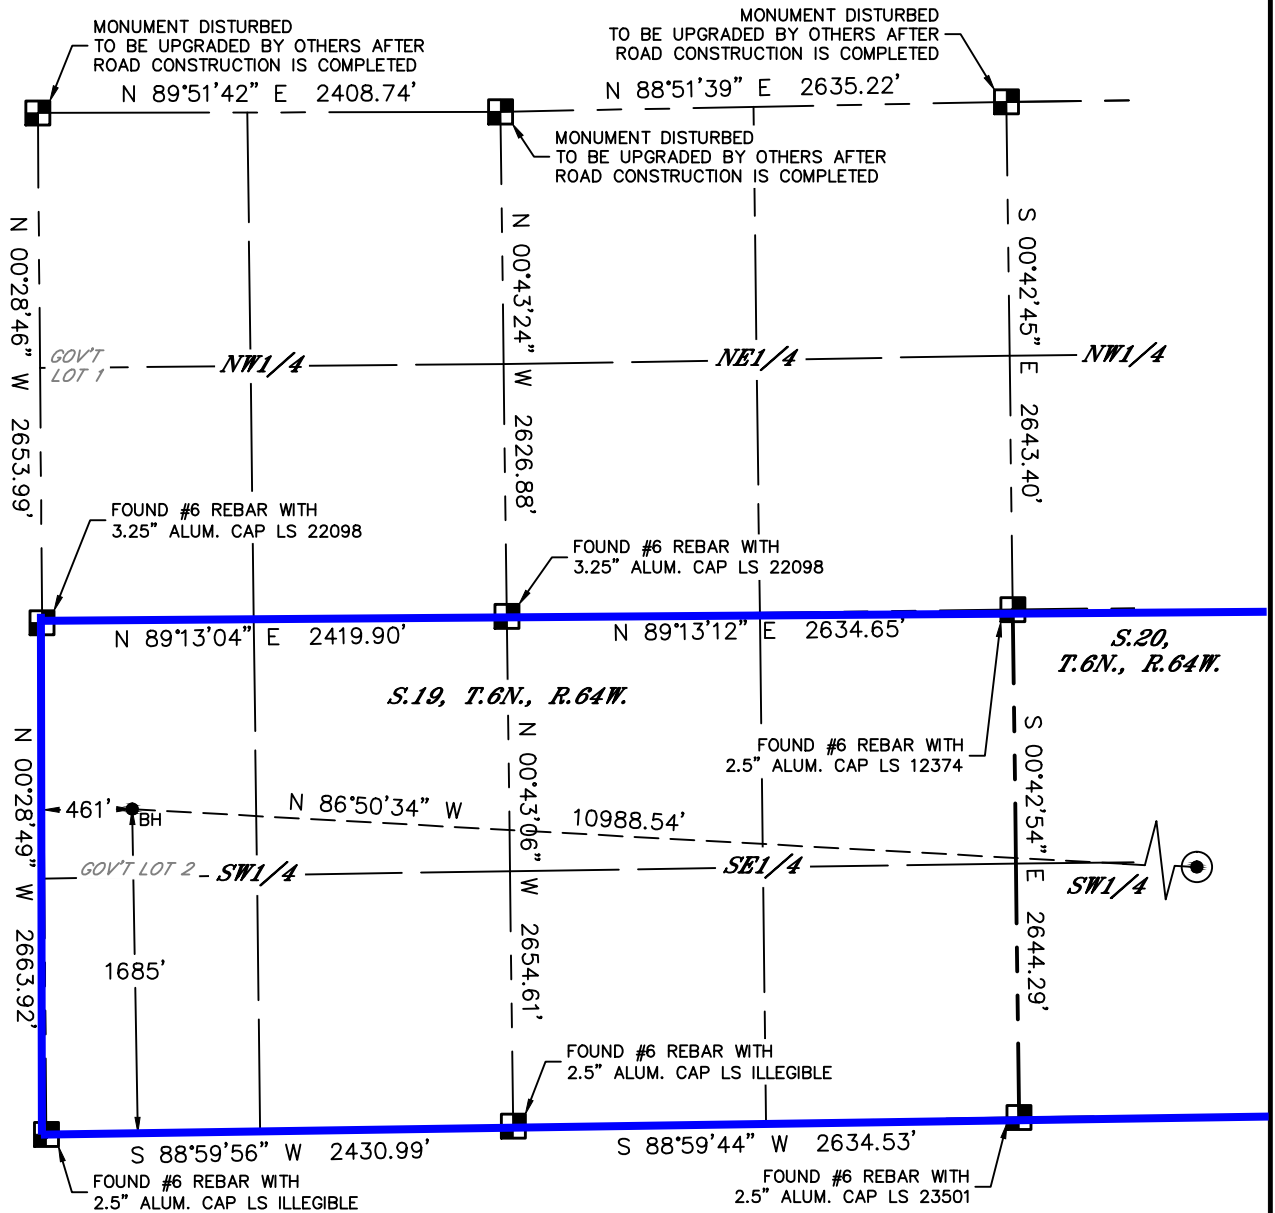 MONUMENT DISTURBED
TO BE UPGRADED BY OTHERS AFTER
ROAD CONSTRUCTION IS COMPLETED
MONUMENT DISTURBED
TO BE UPGRADED BY OTHERS AFTER
ROAD CONSTRUCTION IS COMPLETED
N 89°51'42" E 2408.74'
N 88°51'39" E 2635.22'
MONUMENT DISTURBED
TO BE UPGRADED BY OTHERS AFTER
ROAD CONSTRUCTION IS COMPLETED
N 00°28'46" W 2653.99'
N 00°43'24" W 2626.88'
S 00°42'45" E 2643.40'
GOV'T
LOT 1
NW1/4
NE1/4
NW1/4
FOUND #6 REBAR WITH
3.25" ALUM. CAP LS 22098
FOUND #6 REBAR WITH
3.25" ALUM. CAP LS 22098
N 89°13'04" E 2419.90'
N 89°13'12" E 2634.65'
S.20,
T.6N., R.64W.
S.19, T.6N., R.64W.
FOUND #6 REBAR WITH
2.5" ALUM. CAP LS 12374
N 00°28'49" W 2663.92'
N 00°43'06" W 2654.61'
S 00°42'54" E 2644.29'
461'
BH
N 86°50'34" W 10988.54'
GOV'T LOT 2
SW1/4
SE1/4
SW1/4
1685'
FOUND #6 REBAR WITH
2.5" ALUM. CAP LS ILLEGIBLE
S 88°59'56" W 2430.99'
S 88°59'44" W 2634.53'
FOUND #6 REBAR WITH
2.5" ALUM. CAP LS ILLEGIBLE
FOUND #6 REBAR WITH
2.5" ALUM. CAP LS 23501